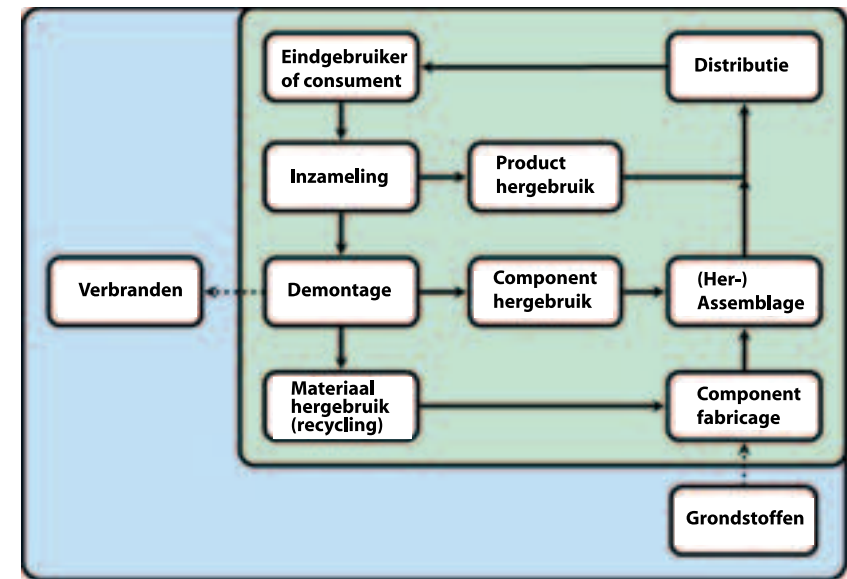 Eindgebruiker
of consument
Distributie
Inzameling
Product
hergebruik
Verbranden
Demontage
Component
hergebruik
(Her-)
Assemblage
Materiaal
hergebruik
(recycling)
Component
fabricage
Grondstoffen